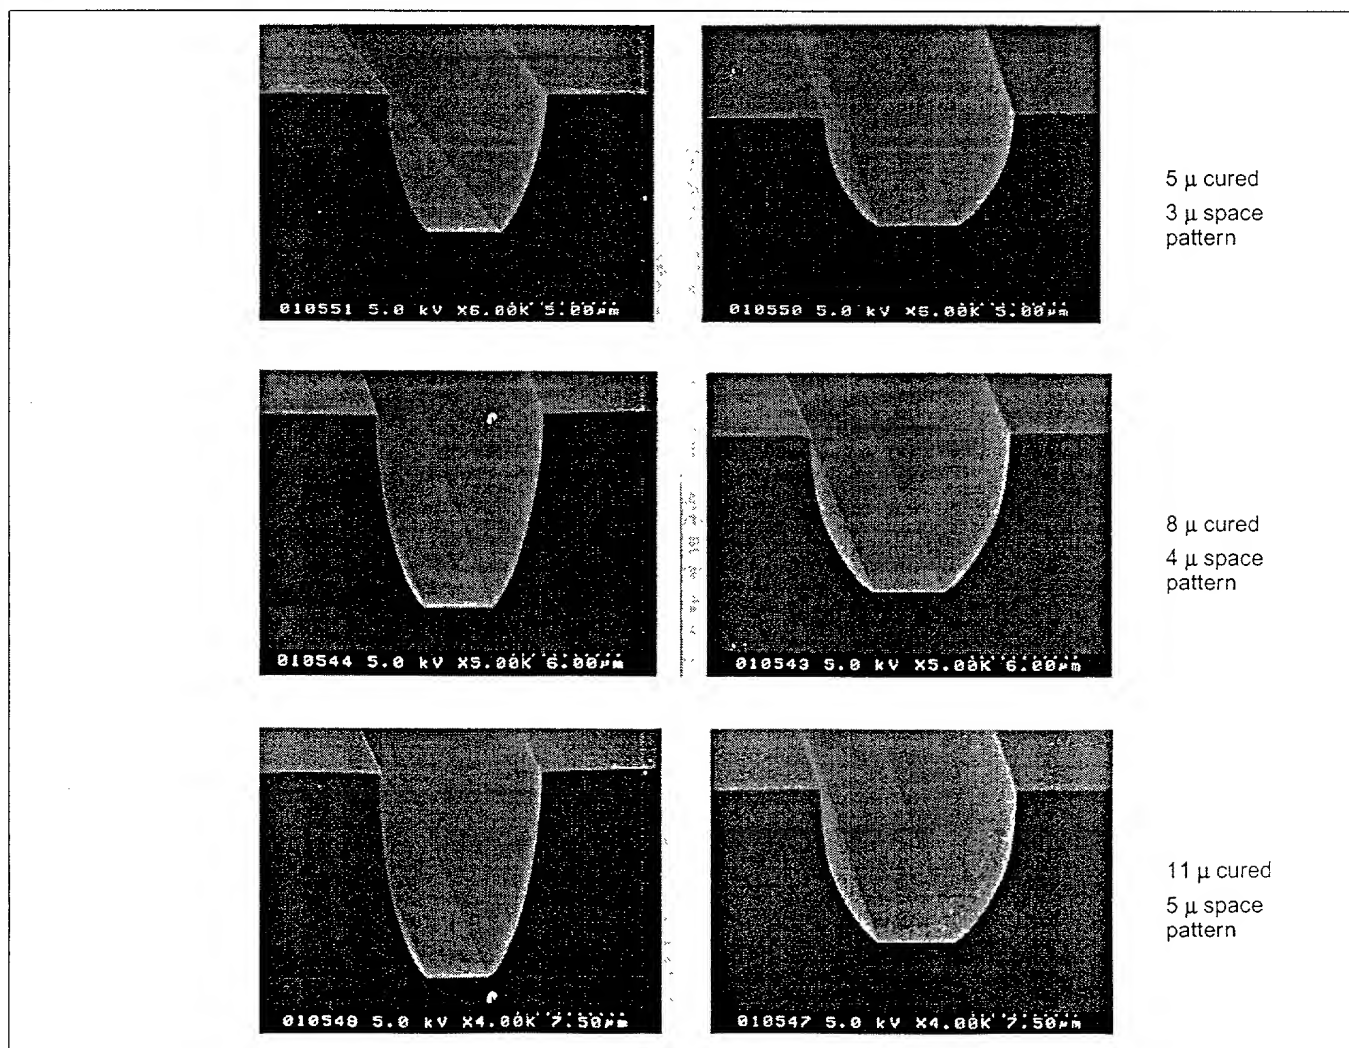 5 μ cured
3 μ space
pattern
010551 5.0 kV X6.00K 5.00μm
010550 5.0 kV X6.00K 5.00μm
8 μ cured
4 μ space
pattern
010544 5.0 kV X5.00K 6.00μm
010543 5.0 kV X5.00K 6.00μm
11 μ cured
5 μ space
pattern
010548 5.0 kV X4.00K 7.50μm
010547 5.0 kV X4.00K 7.50μm